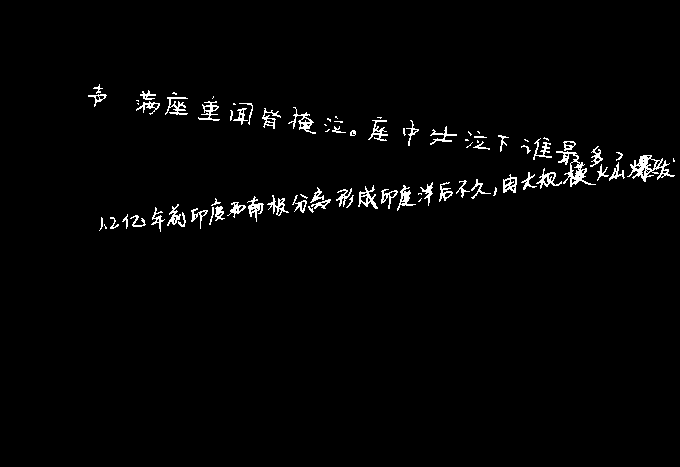 声 满座重闻皆掩泣。座中泣下谁最多?
1.2亿年前印度和南极分离形成印度洋后不久,由大规模火山爆发